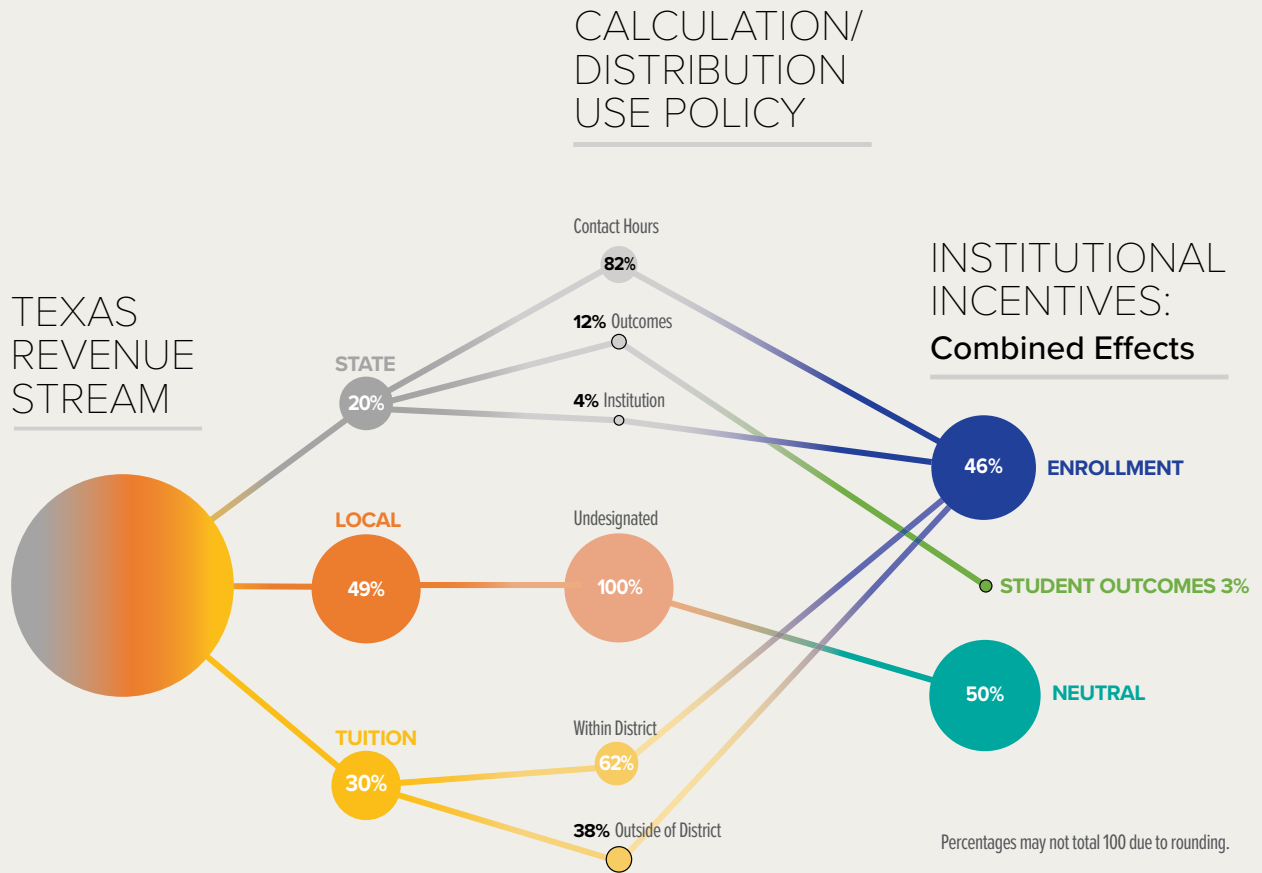 CALCULATION/
DISTRIBUTION
USE POLICY
TEXAS
REVENUE
STREAM
STATE
20%
LOCAL
49%
TUITION
30%
Contact Hours
82%
12% Outcomes
4% Institution
Undesignated
100%
Within District
62%
38% Outside of District
INSTITUTIONAL
INCENTIVES:
Combined Effects
46%
ENROLLMENT
STUDENT OUTCOMES 3%
50%
NEUTRAL
Percentages may not total 100 due to rounding.